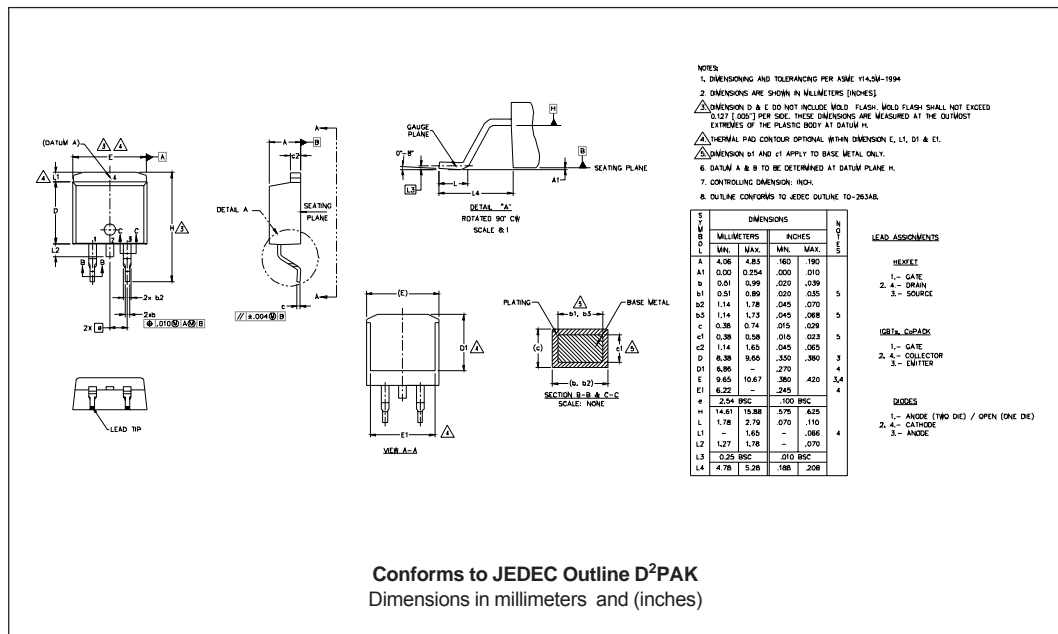 NOTES:
1. DIMENSIONING AND TOLERANCING PER ASME Y14.5M-1994
2. DIMENSIONS ARE SHOWN IN MILLIMETERS [INCHES].
3 DIMENSION D & E DO NOT INCLUDE MOLD FLASH. MOLD FLASH SHALL NOT EXCEED
0.127 [.005"] PER SIDE. THESE DIMENSIONS ARE MEASURED AT THE OUTMOST
EXTREMES OF THE PLASTIC BODY AT DATUM H.
4 THERMAL PAD CONTOUR OPTIONAL WITHIN DIMENSION E, L1, D1 & E1.
5 DIMENSION b1 AND c1 APPLY TO BASE METAL ONLY.
6. DATUM A & B TO BE DETERMINED AT DATUM PLANE H.
7. CONTROLLING DIMENSION: INCH.
8. OUTLINE CONFORMS TO JEDEC OUTLINE TO-263AB.
(DATUM A)
3 4
E
A
4
L1
4
D
H 3
L2
1 2 3
C C
B B
2x b2
2xb
2x e
.010 M A M B
LEAD TIP
A
A B
c2
DETAIL A
SEATING
PLANE
A
c
// ±.004 M B
GAUGE
PLANE
H
B
0°-8°
SEATING PLANE
L3
L
A1
L4
DETAIL "A"
ROTATED 90° CW
SCALE 8:1
(E)
D1 4
E1 4
VIEW A-A
PLATING
5
BASE METAL
b1, b3
(c)
c1 5
(b, b2)
SECTION B-B & C-C
SCALE: NONE
SYMBOL DIMENSIONS NOTES
MILLIMETERS INCHES
MIN. MAX. MIN. MAX.
A 4.06 4.83 .160 .190
A1 0.00 0.254 .000 .010
b 0.51 0.99 .020 .039
b1 0.51 0.89 .020 .035 5
b2 1.14 1.78 .045 .070
b3 1.14 1.73 .045 .068 5
c 0.38 0.74 .015 .029
c1 0.38 0.58 .015 .023 5
c2 1.14 1.65 .045 .065
D 8.38 9.65 .330 .380 3
D1 6.86 – .270 4
E 9.65 10.67 .380 .420 3,4
E1 6.22 – .245 4
e 2.54 BSC .100 BSC
H 14.61 15.88 .575 .625
L 1.78 2.79 .070 .110
L1 – 1.65 – .066 4
L2 1.27 1.78 – .070
L3 0.25 BSC .010 BSC
L4 4.78 5.28 .188 .208
LEAD ASSIGNMENTS
HEXFET
1.- GATE
2. 4.- DRAIN
3.- SOURCE
IGBTs, CoPACK
1.- GATE
2. 4.- COLLECTOR
3.- EMITTER
DIODES
1.- ANODE (TWO DIE) / OPEN (ONE DIE)
2. 4.- CATHODE
3.- ANODE
Conforms to JEDEC Outline D²PAK
Dimensions in millimeters and (inches)